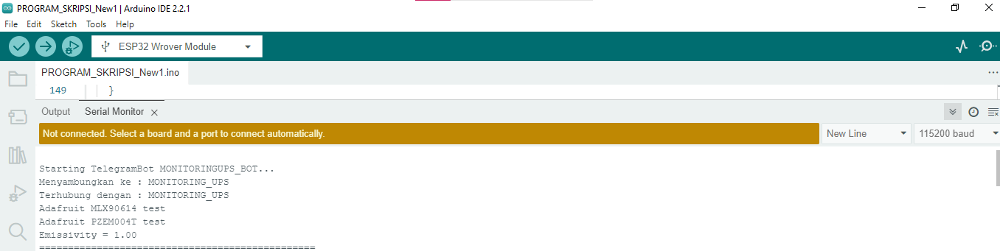 PROGRAM_SKRIPSI_New1 | Arduino IDE 2.2.1
File Edit Sketch Tools Help
ESP32 Wrover Module
PROGRAM_SKRIPSI_New1.ino
149 }
Output Serial Monitor
Not connected. Select a board and a port to connect automatically.
New Line 115200 baud
Starting TelegramBot MONITORINGUPS_BOT...
Menyambungkan ke : MONITORING_UPS
Terhubung dengan : MONITORING_UPS
Adafruit MLX90614 test
Adafruit PZEM004T test
Emissivity = 1.00
================================================